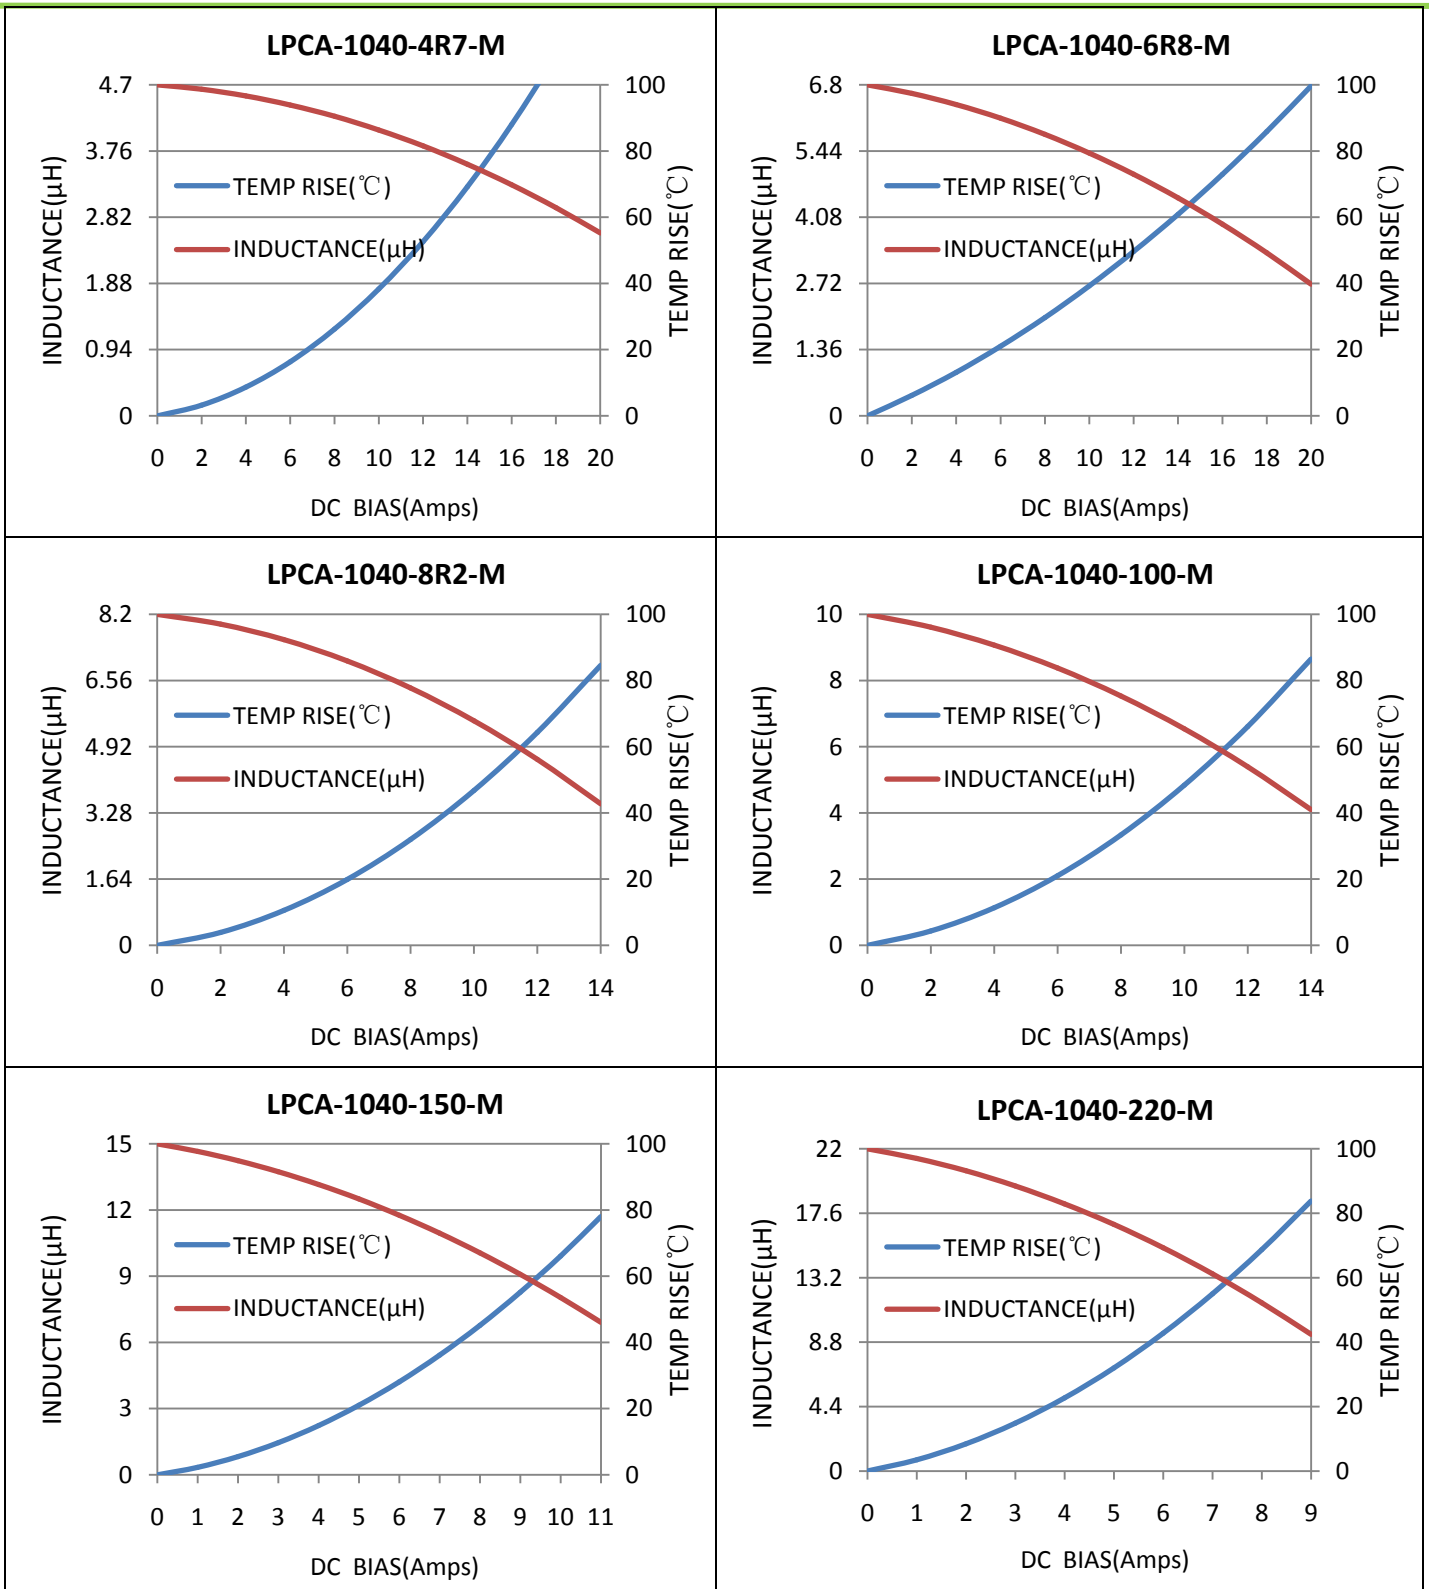 LPCA-1040-4R7-M
4.7
3.76
2.82
1.88
0.94
0
100
80
60
40
20
0
INDUCTANCE(μH)
TEMP RISE(℃)
TEMP RISE(℃)
INDUCTANCE(μH)
0 2 4 6 8 10 12 14 16 18 20
DC BIAS(Amps)
LPCA-1040-6R8-M
6.8
5.44
4.08
2.72
1.36
0
100
80
60
40
20
0
INDUCTANCE(μH)
TEMP RISE(℃)
TEMP RISE(℃)
INDUCTANCE(μH)
0 2 4 6 8 10 12 14 16 18 20
DC BIAS(Amps)
LPCA-1040-8R2-M
8.2
6.56
4.92
3.28
1.64
0
100
80
60
40
20
0
INDUCTANCE(μH)
TEMP RISE(℃)
TEMP RISE(℃)
INDUCTANCE(μH)
0 2 4 6 8 10 12 14
DC BIAS(Amps)
LPCA-1040-100-M
10
8
6
4
2
0
100
80
60
40
20
0
INDUCTANCE(μH)
TEMP RISE(℃)
TEMP RISE(℃)
INDUCTANCE(μH)
0 2 4 6 8 10 12 14
DC BIAS(Amps)
LPCA-1040-150-M
15
12
9
6
3
0
100
80
60
40
20
0
INDUCTANCE(μH)
TEMP RISE(℃)
TEMP RISE(℃)
INDUCTANCE(μH)
0 1 2 3 4 5 6 7 8 9 10 11
DC BIAS(Amps)
LPCA-1040-220-M
22
17.6
13.2
8.8
4.4
0
100
80
60
40
20
0
INDUCTANCE(μH)
TEMP RISE(℃)
TEMP RISE(℃)
INDUCTANCE(μH)
0 1 2 3 4 5 6 7 8 9
DC BIAS(Amps)